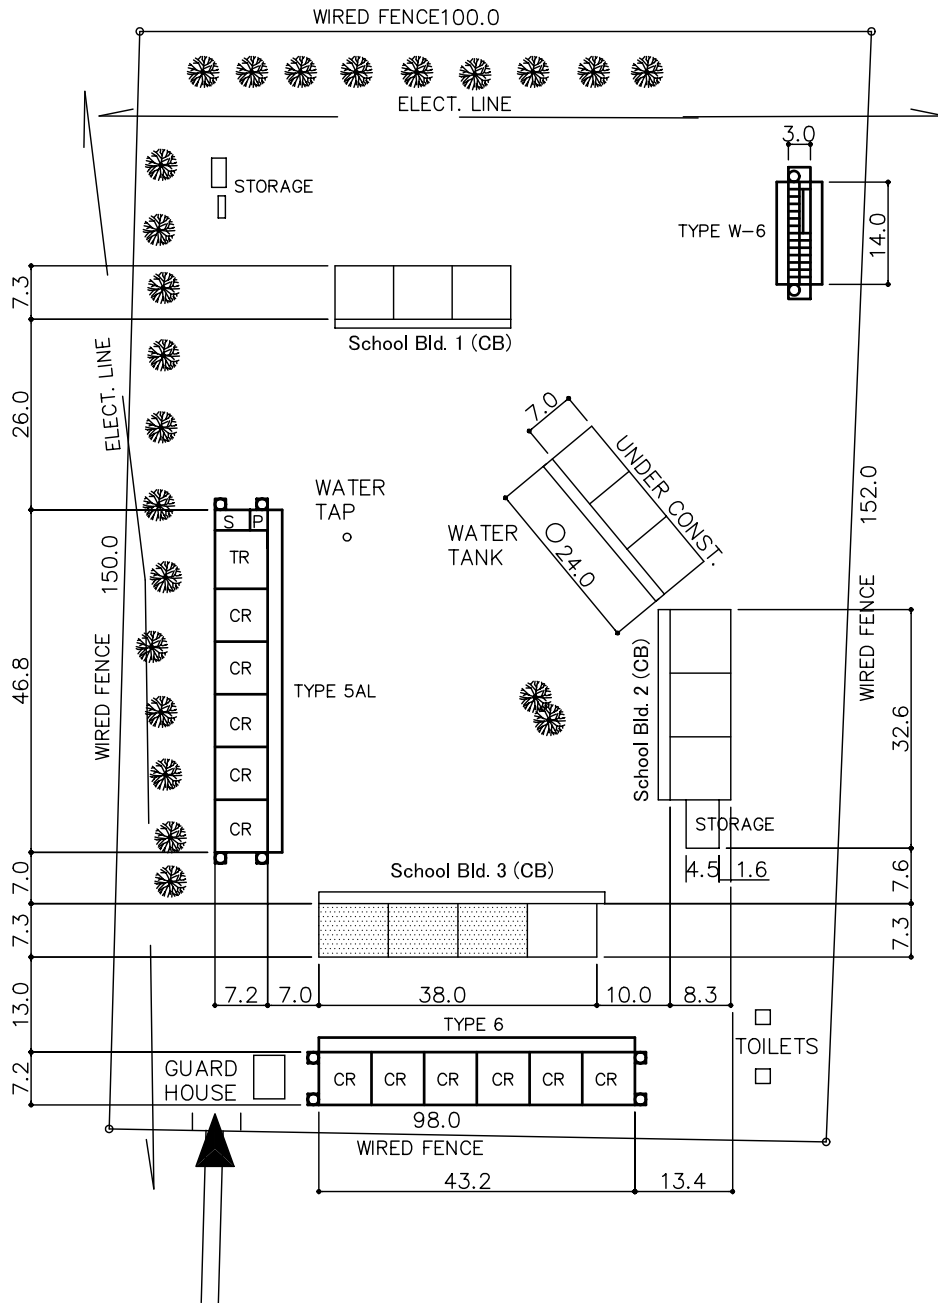 WIRED FENCE100.0
ELECT. LINE
3.0
STORAGE
TYPE W-6
14.0
7.3
School Bld. 1 (CB)
ELECT. LINE
26.0
7.0
UNDER CONST.
WATER
TAP
WATER
TANK
24.0
152.0
S P
TR
150.0
CR
CR
CR
CR
CR
TYPE 5AL
46.8
WIRED FENCE
WIRED FENCE
School Bld. 2 (CB)
32.6
STORAGE
4.5 1.6
7.6
7.0
School Bld. 3 (CB)
7.3
7.3
7.2 7.0 38.0 10.0 8.3
13.0
TYPE 6
TOILETS
GUARD
HOUSE
7.2
CR CR CR CR CR CR
98.0
WIRED FENCE
43.2 13.4